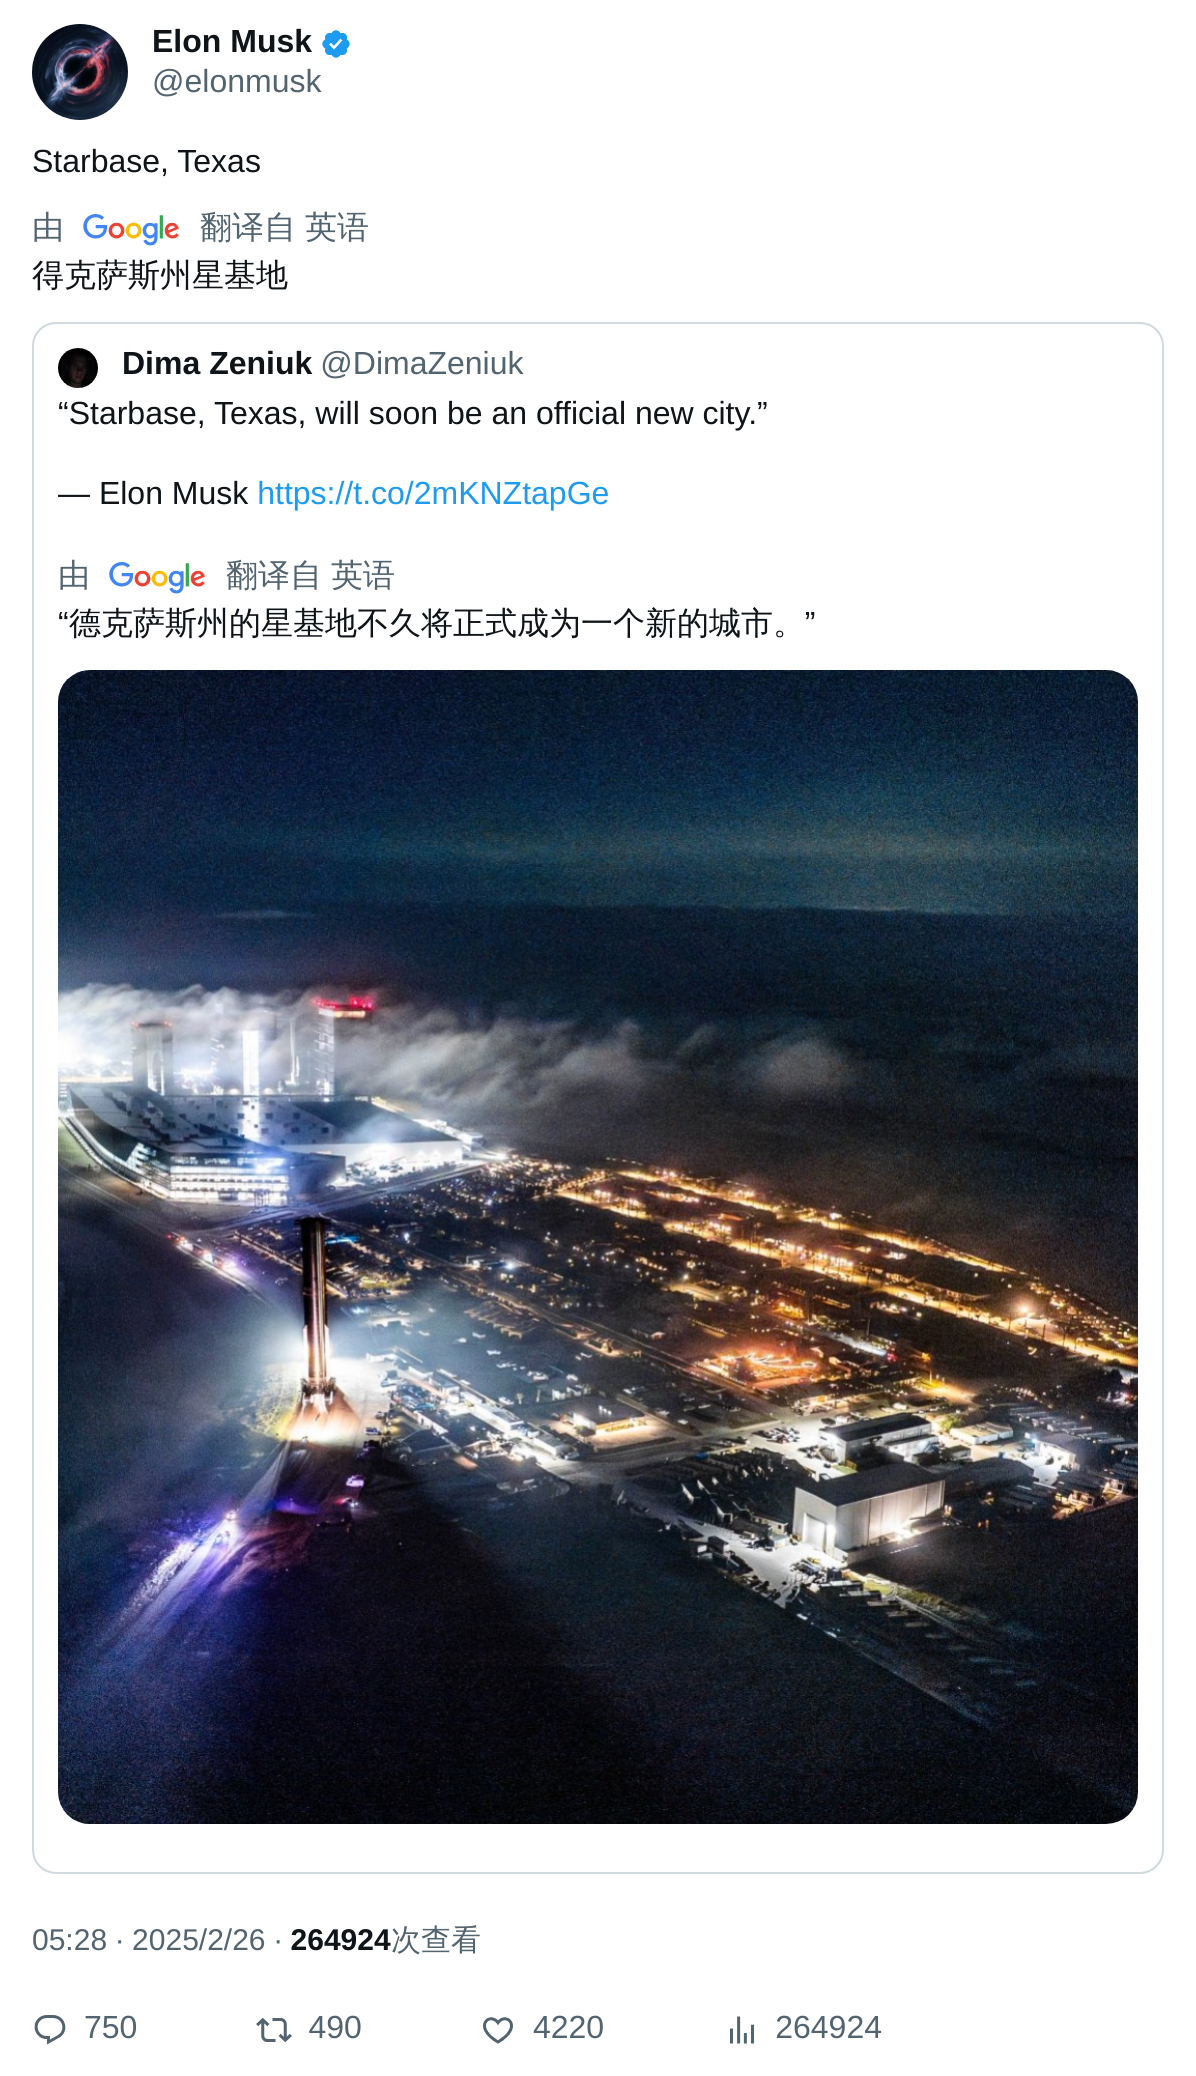 Elon Musk
@elonmusk
Starbase, Texas
由 Google 翻译自 英语
得克萨斯州星基地
Dima Zeniuk @DimaZeniuk
“Starbase, Texas, will soon be an official new city.”
— Elon Musk https://t.co/2mKNZtapGe
由 Google 翻译自 英语
“德克萨斯州的星基地不久将正式成为一个新的城市。”
05:28 · 2025/2/26 · 264924次查看
750 490 4220 264924